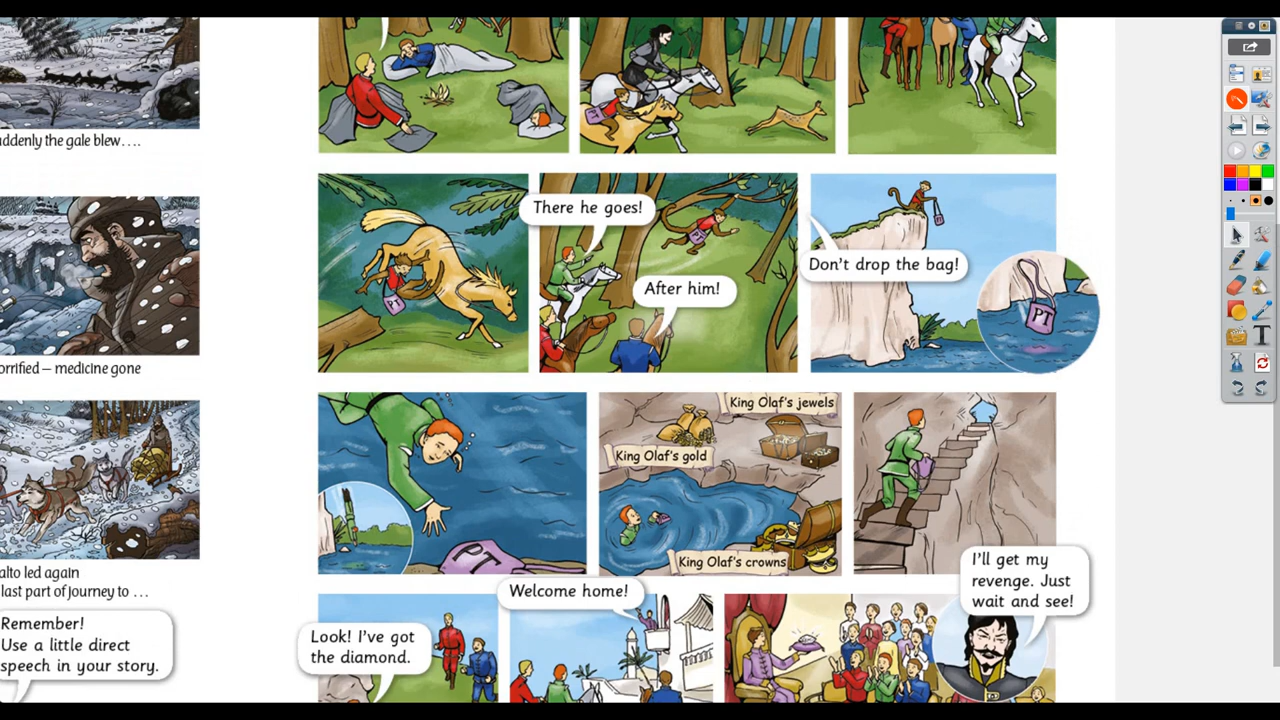 uddenly the gale blew....
There he goes!
After him!
Don't drop the bag!
PT
PT
orrified – medicine gone
PT
King Olaf's jewels
King Olaf's gold
King Olaf's crowns
alto led again
last part of journey to ...
Remember!
Use a little direct
speech in your story.
Look! I've got
the diamond.
Welcome home!
I'll get my
revenge. Just
wait and see!
T